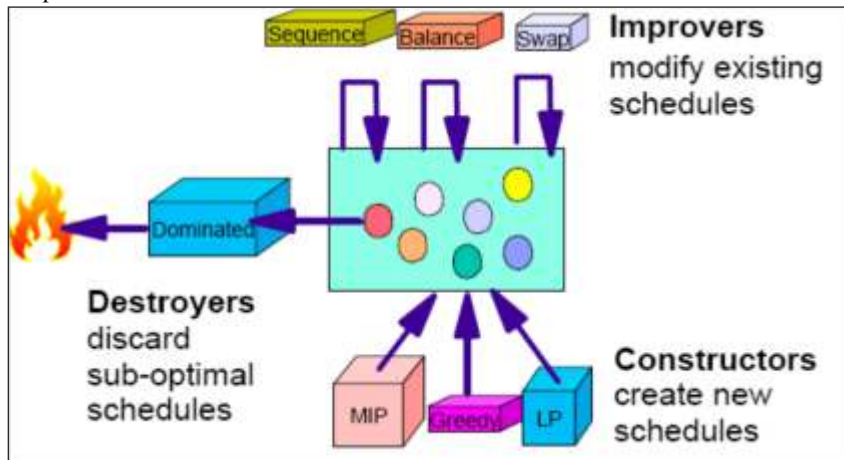 Sequence Balance Swap
Improvers
modify existing
schedules
Dominated
Destroyers
discard
sub-optimal
schedules
MIP Greedy LP
Constructors
create new
schedules